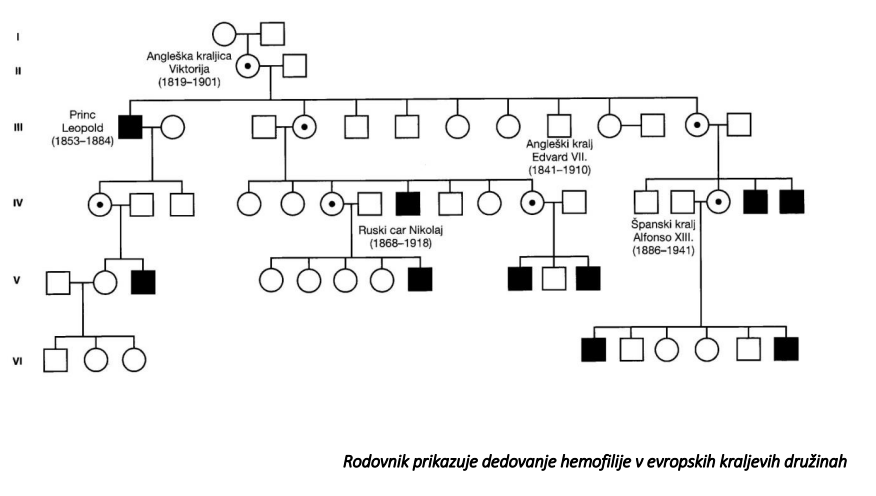 I
Angleška kraljica
Viktorija
(1819–1901)
II
Princ
Leopold
(1853–1884)
III
Angleški kralj
Edvard VII.
(1841–1910)
IV
Ruski car Nikolaj
(1868–1918)
Španski kralj
Alfonso XIII.
(1886–1941)
V
VI
Rodovnik prikazuje dedovanje hemofilije v evropskih kraljevih družinah